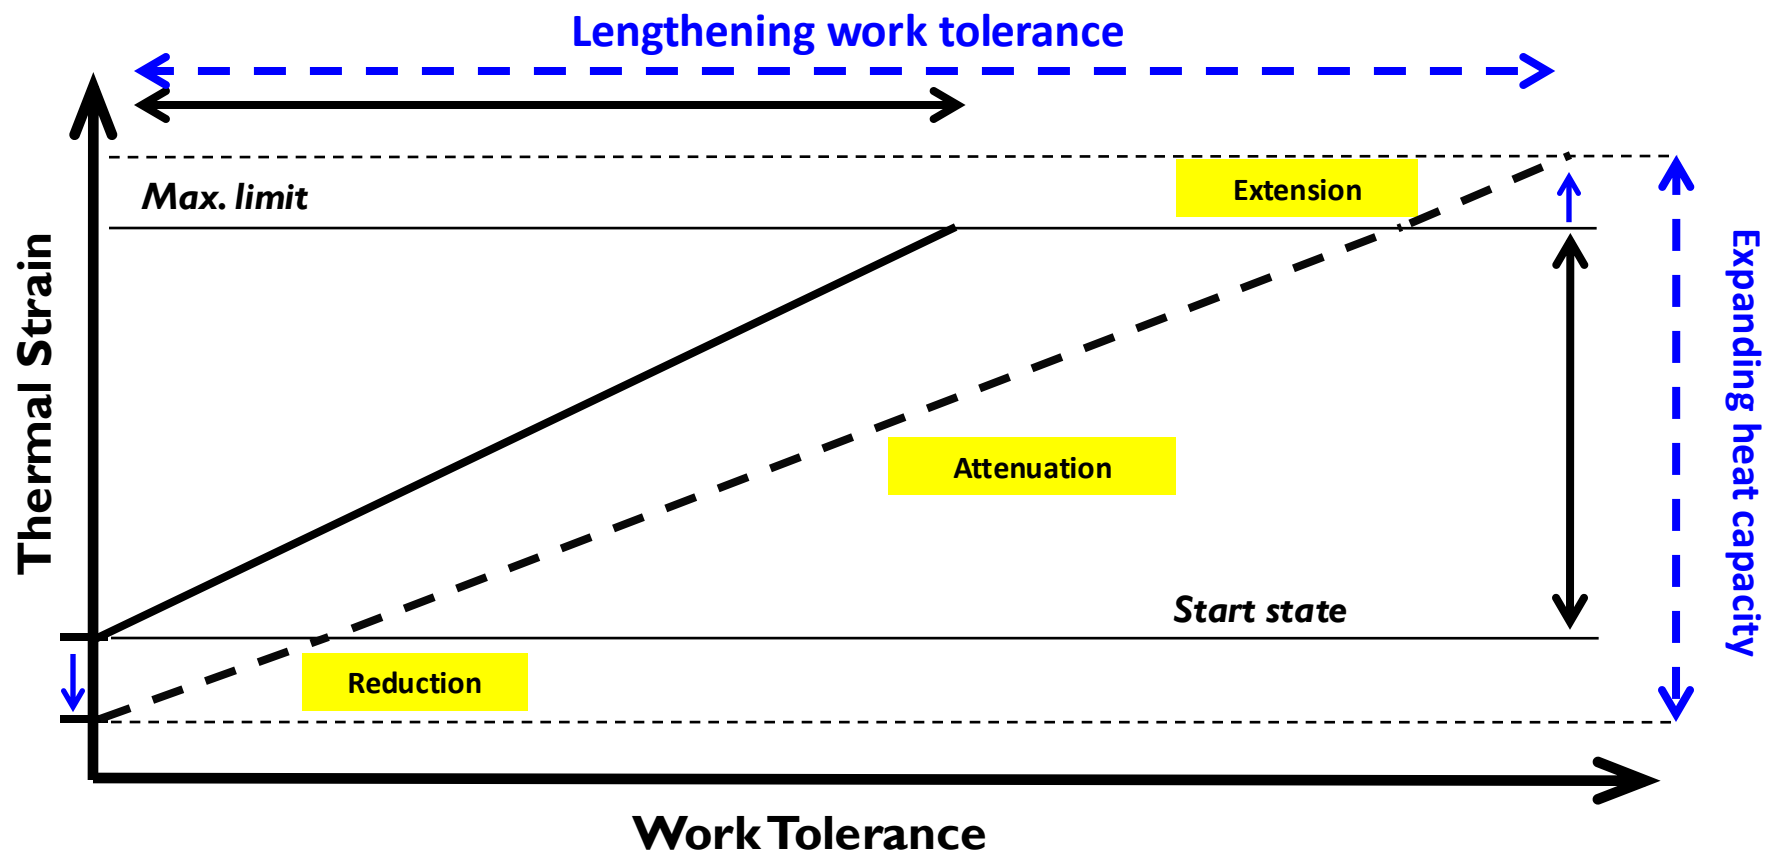 Lengthening work tolerance
Max. limit
Extension
Thermal Strain
Expanding heat capacity
Attenuation
Start state
Reduction
Work Tolerance